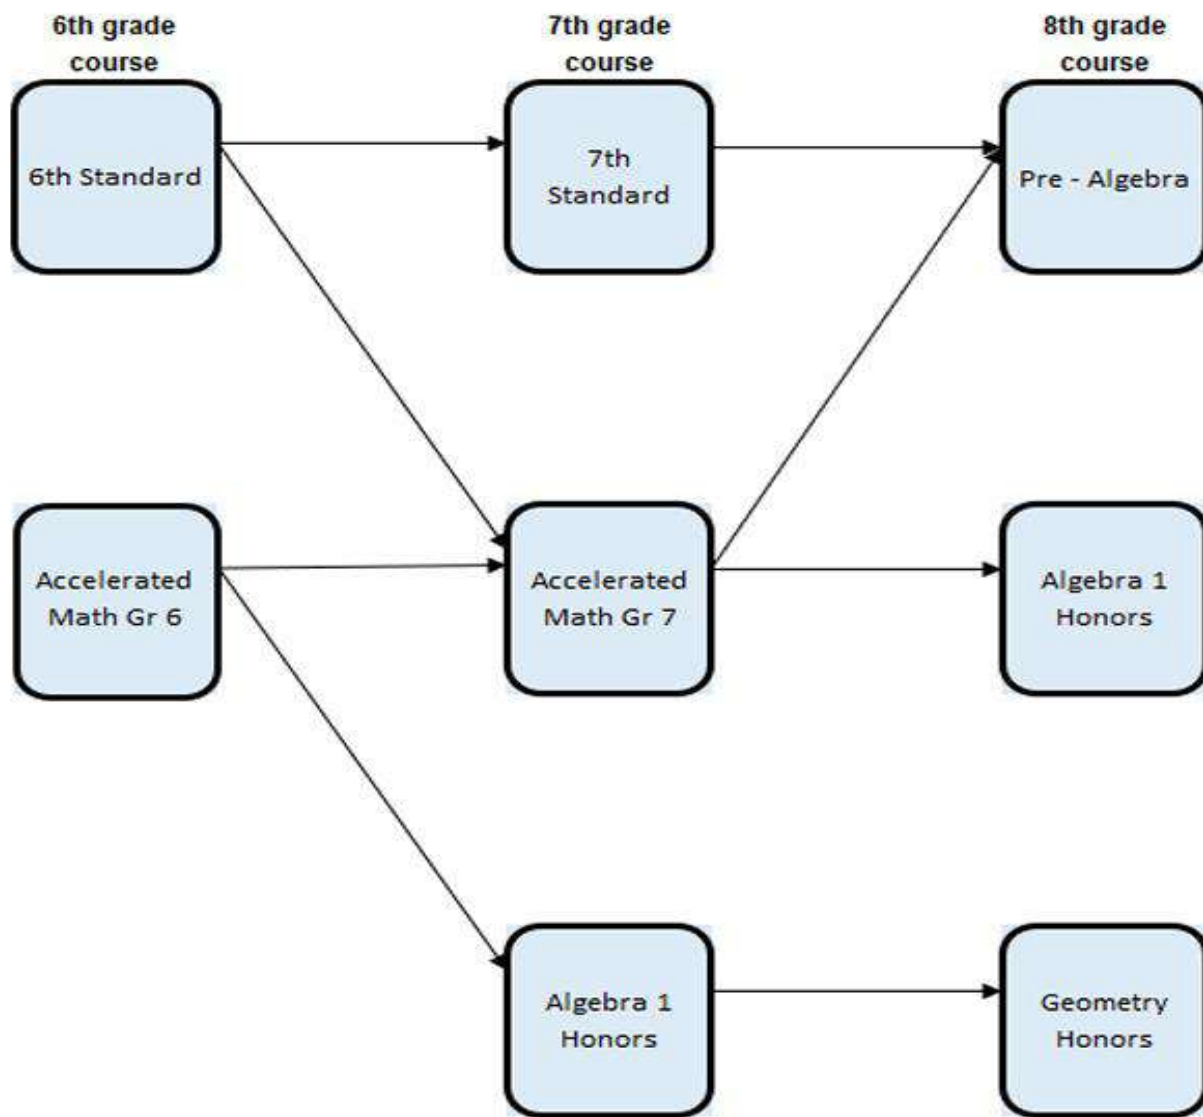 6th grade
course
7th grade
course
8th grade
course
6th Standard
7th
Standard
Pre - Algebra
Accelerated
Math Gr 6
Accelerated
Math Gr 7
Algebra 1
Honors
Algebra 1
Honors
Geometry
Honors